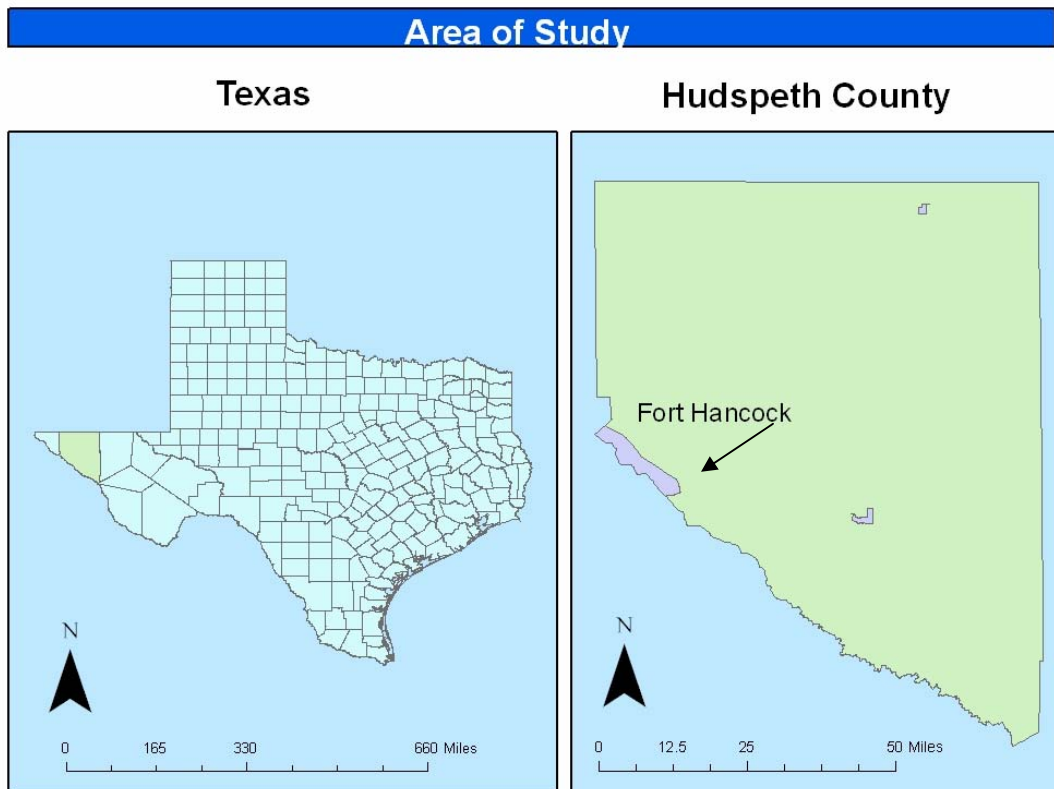 Area of Study
Texas
Hudspeth County
Fort Hancock
N
0 165 330 660 Miles
N
0 12.5 25 50 Miles